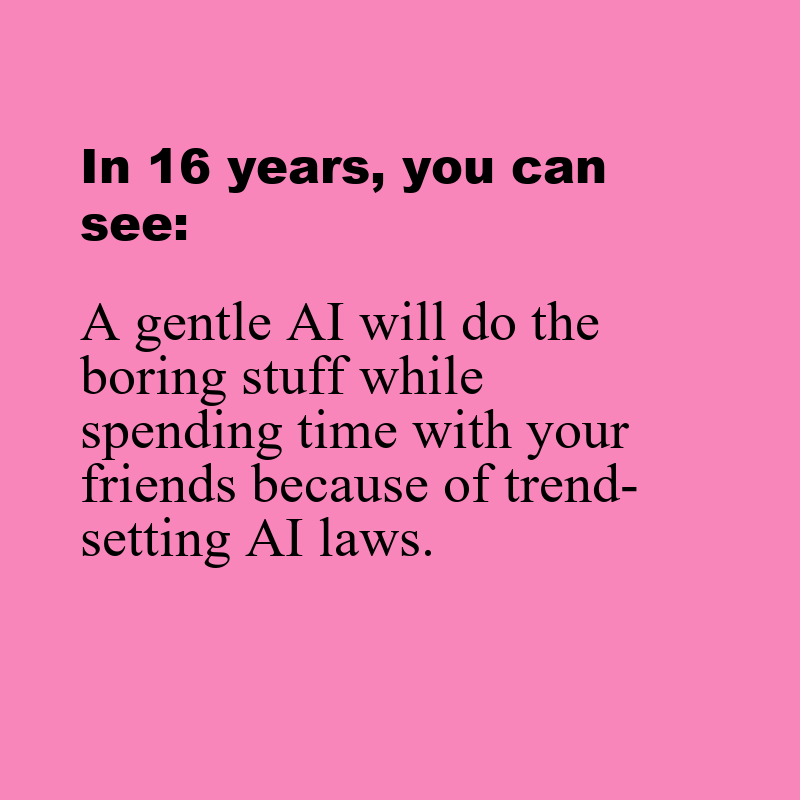 In 16 years, you can
see:
A gentle AI will do the
boring stuff while
spending time with your
friends because of trend-
setting AI laws.